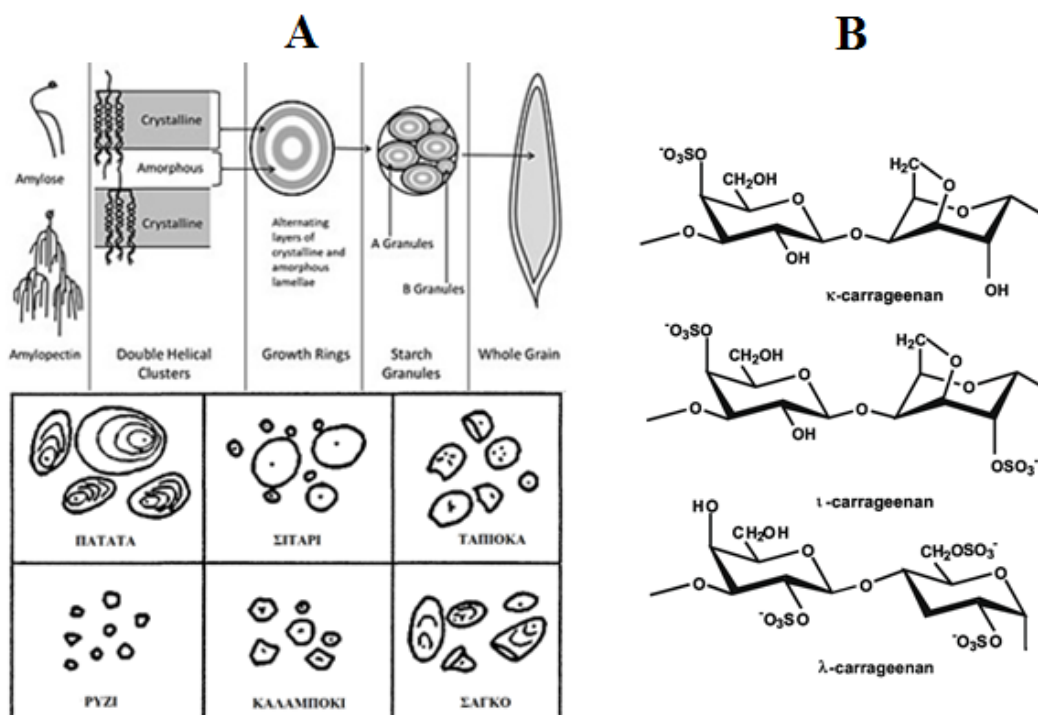 A
Amylose
Amylopectin
Crystalline
Amorphous
Crystalline
Double Helical
Clusters
Alternating
layers of
crystalline and
amorphous
lamellae
Growth Rings
A Granules
B Granules
Starch
Granules
Whole Grain
ΠΑΤΑΤΑ
ΣΙΤΑΡΙ
ΤΑΠΙΟΚΑ
ΡΥΖΙ
ΚΑΛΑΜΠΟΚΙ
ΣΑΓΚΟ
B
⁻O₃SO
CH₂OH
O
OH
O
H₂C
O
O
OH
κ-carrageenan
⁻O₃SO
CH₂OH
O
OH
O
H₂C
O
O
OSO₃⁻
ι-carrageenan
HO
CH₂OH
O
⁻O₃SO
O
CH₂OSO₃⁻
O
⁻O₃SO
λ-carrageenan